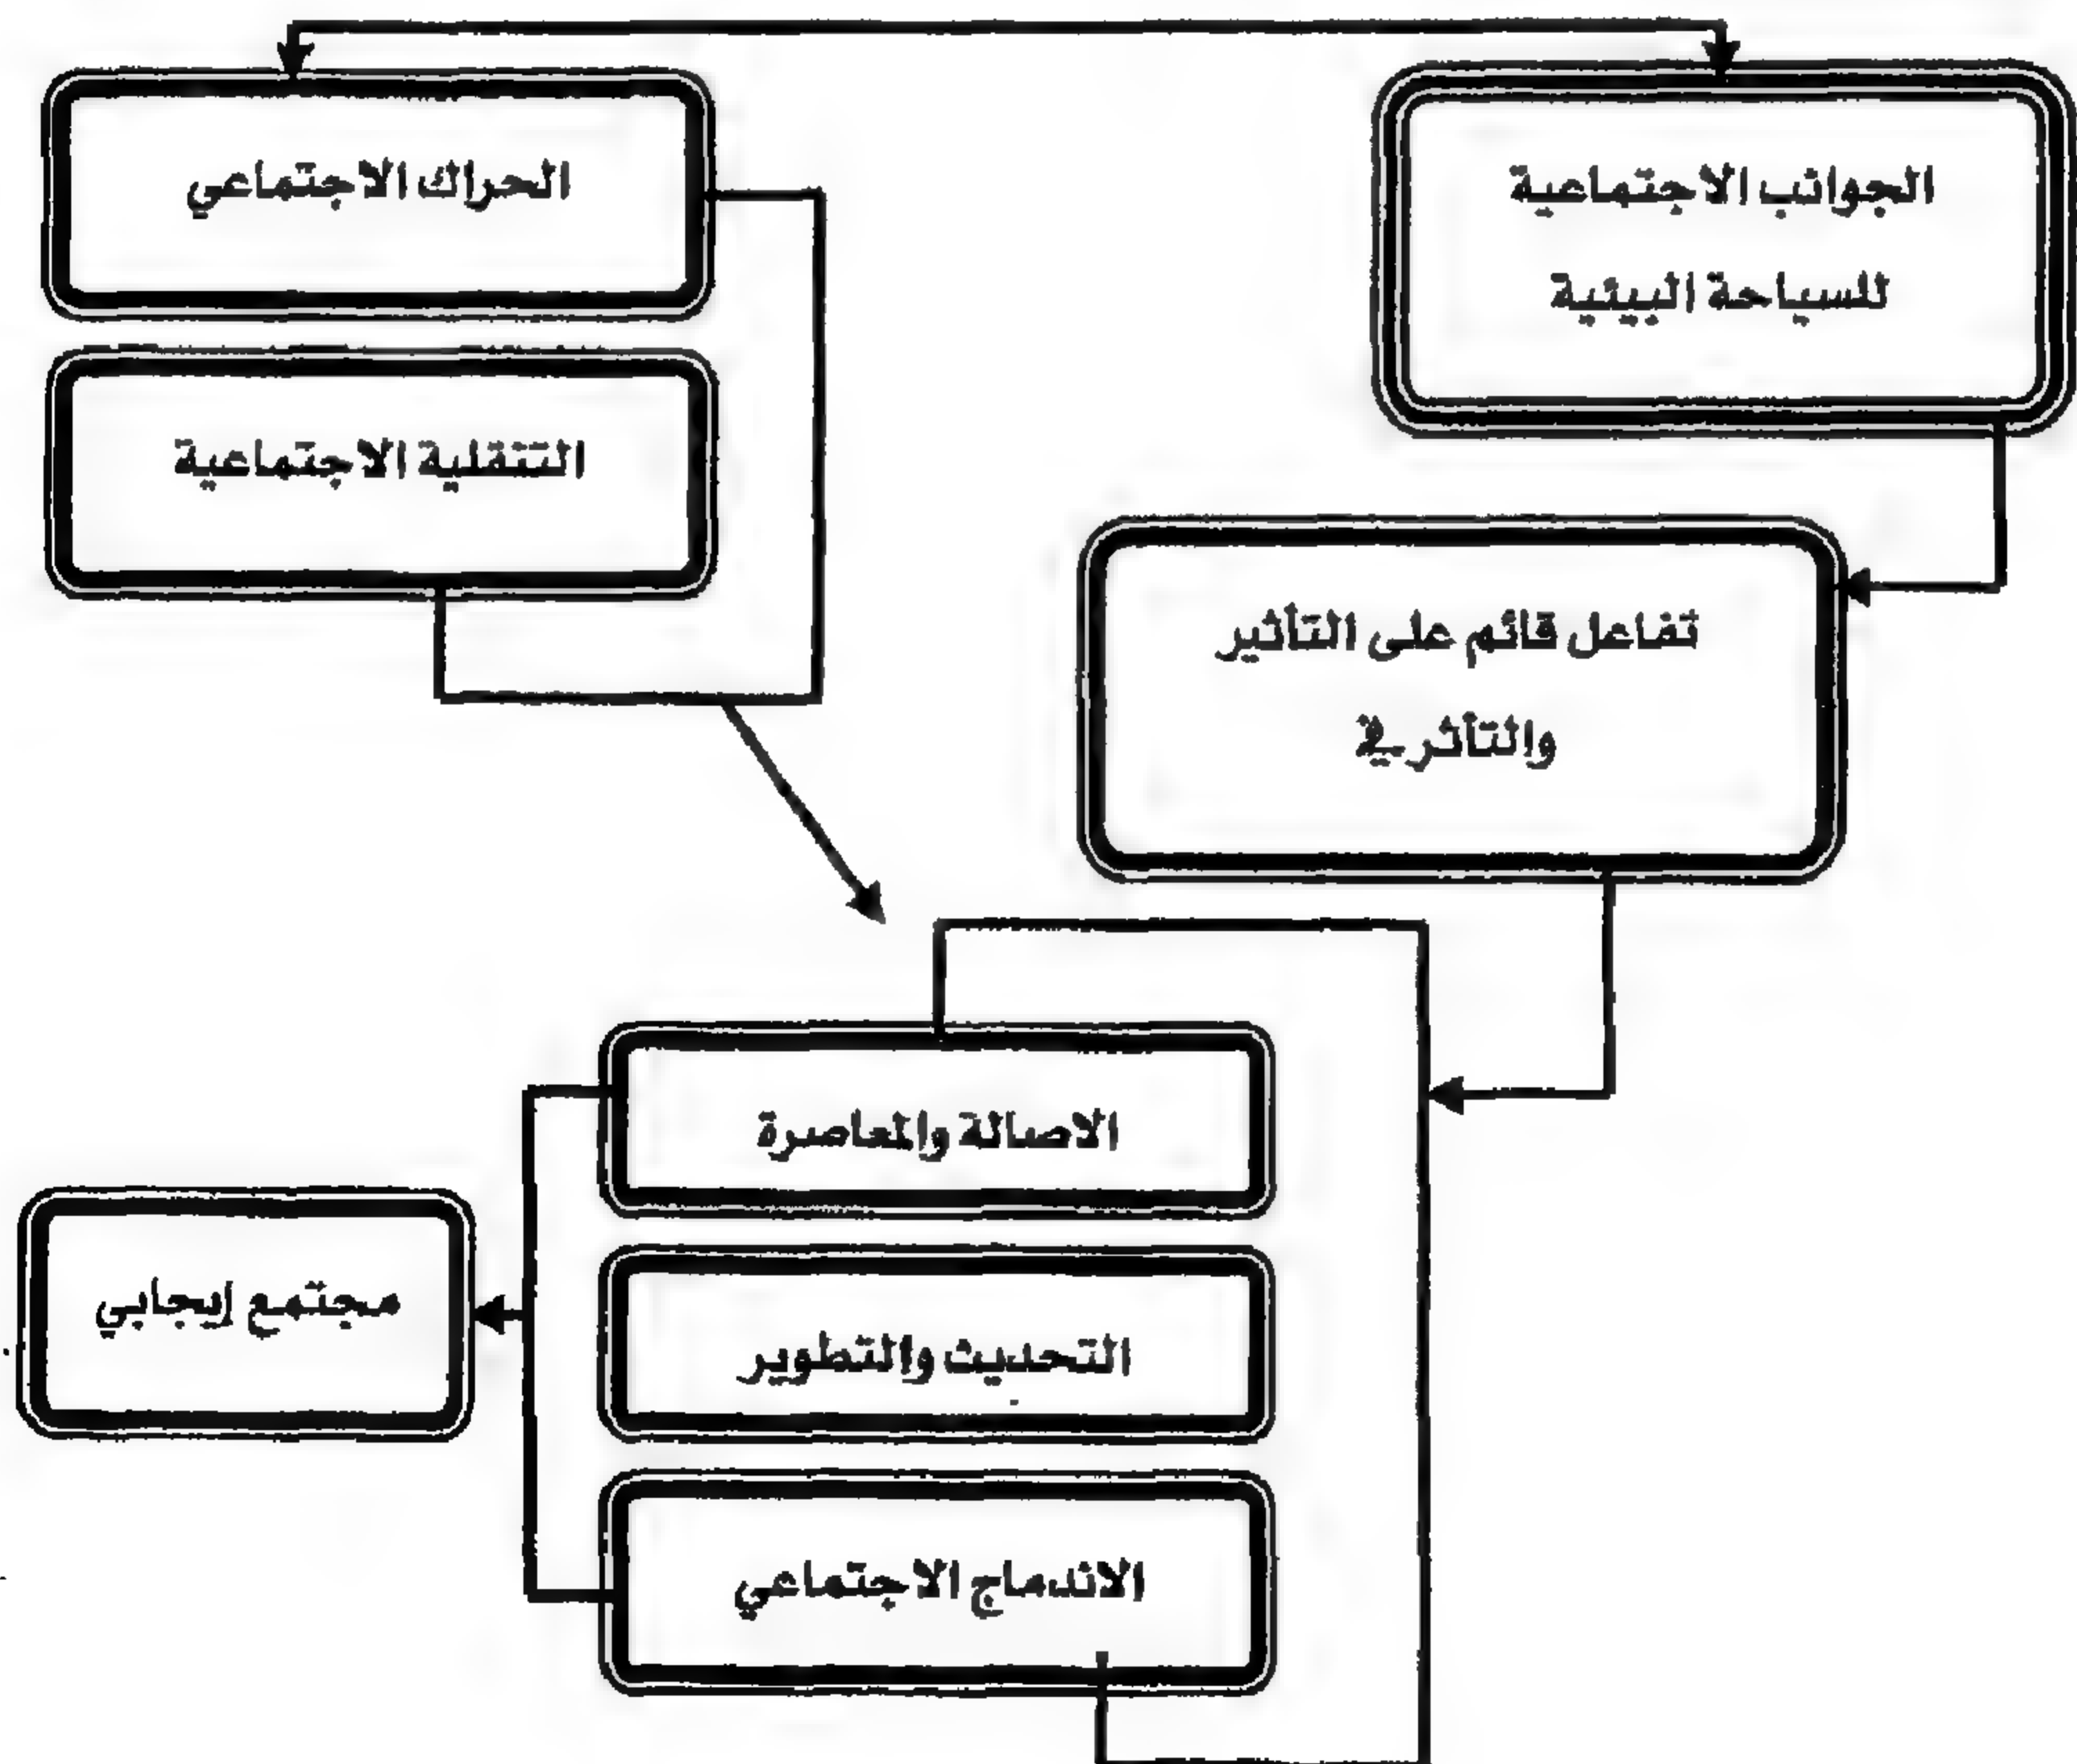 الجوانب الاجتماعية
للسياحة البيئية
الحراك الاجتماعي
التنقلية الاجتماعية
تفاعل قائم على التأثير
والتأثر في
الاصالة والمعاصرة
التحديث والتطوير
الاندماج الاجتماعي
مجتمع إيجابي